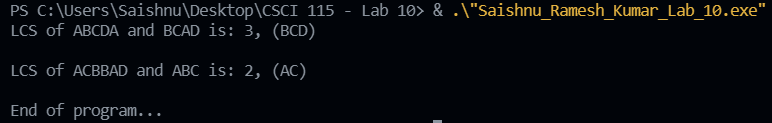 PS C:\Users\Saishnu\Desktop\CSCI 115 - Lab 10> & .\"Saishnu_Ramesh_Kumar_Lab_10.exe"
LCS of ABCDA and BCAD is: 3, (BCD)
LCS of ACBBAD and ABC is: 2, (AC)
End of program...